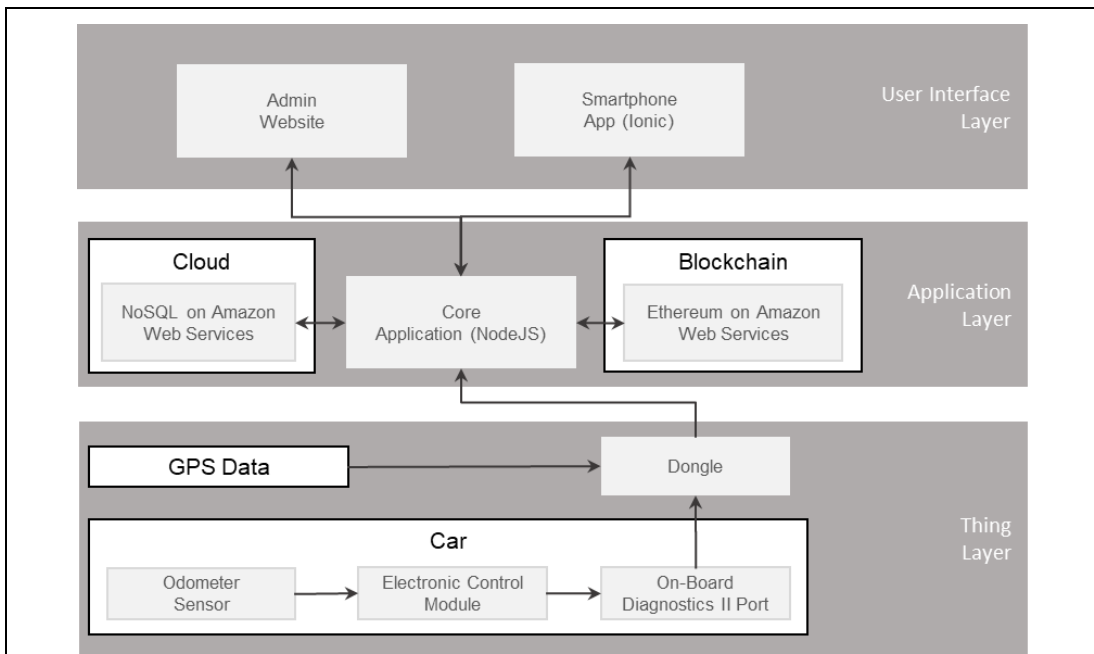 Admin
Website
Smartphone
App (Ionic)
User Interface
Layer
Cloud
NoSQL on Amazon
Web Services
Core
Application (NodeJS)
Blockchain
Ethereum on Amazon
Web Services
Application
Layer
GPS Data
Dongle
Car
Odometer
Sensor
Electronic Control
Module
On-Board
Diagnostics II Port
Thing
Layer